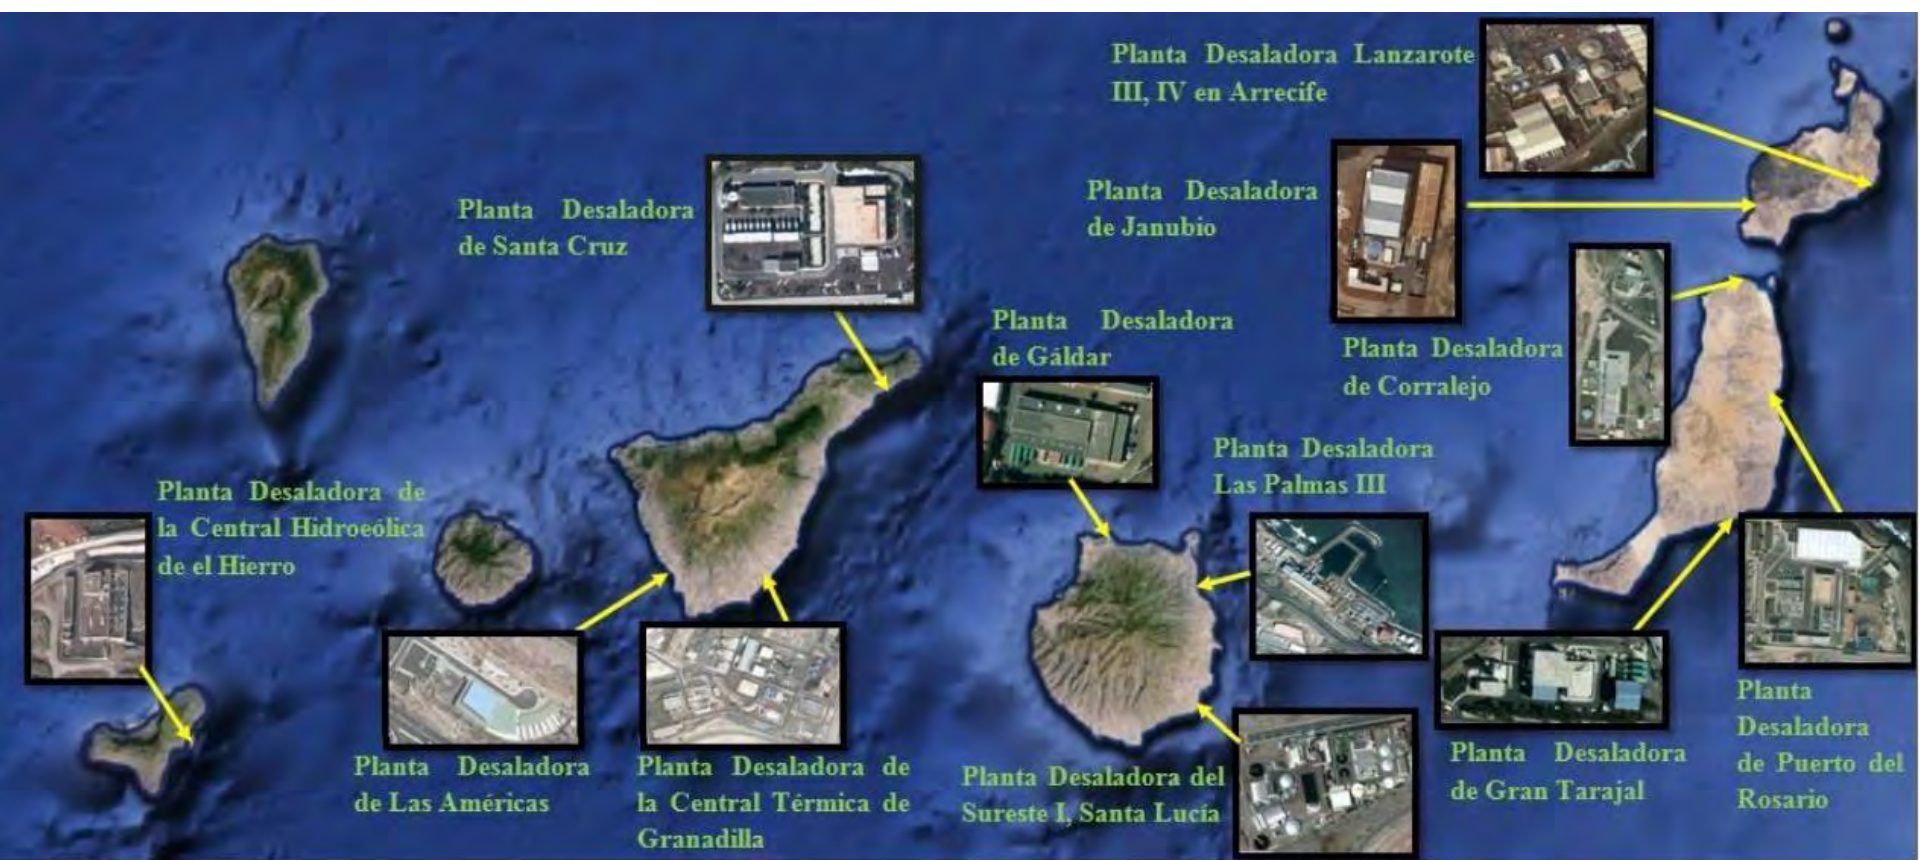 Planta Desaladora Lanzarote
III, IV en Arrecife
Planta Desaladora
de Janubio
Planta Desaladora
de Santa Cruz
Planta Desaladora
de Gáldar
Planta Desaladora
de Corralejo
Planta Desaladora
Las Palmas III
Planta Desaladora de
la Central Hidroeólica
de el Hierro
Planta Desaladora
de Las Américas
Planta Desaladora de
la Central Térmica de
Granadilla
Planta Desaladora del
Sureste I, Santa Lucía
Planta Desaladora
de Gran Tarajal
Planta
Desaladora
de Puerto del
Rosario